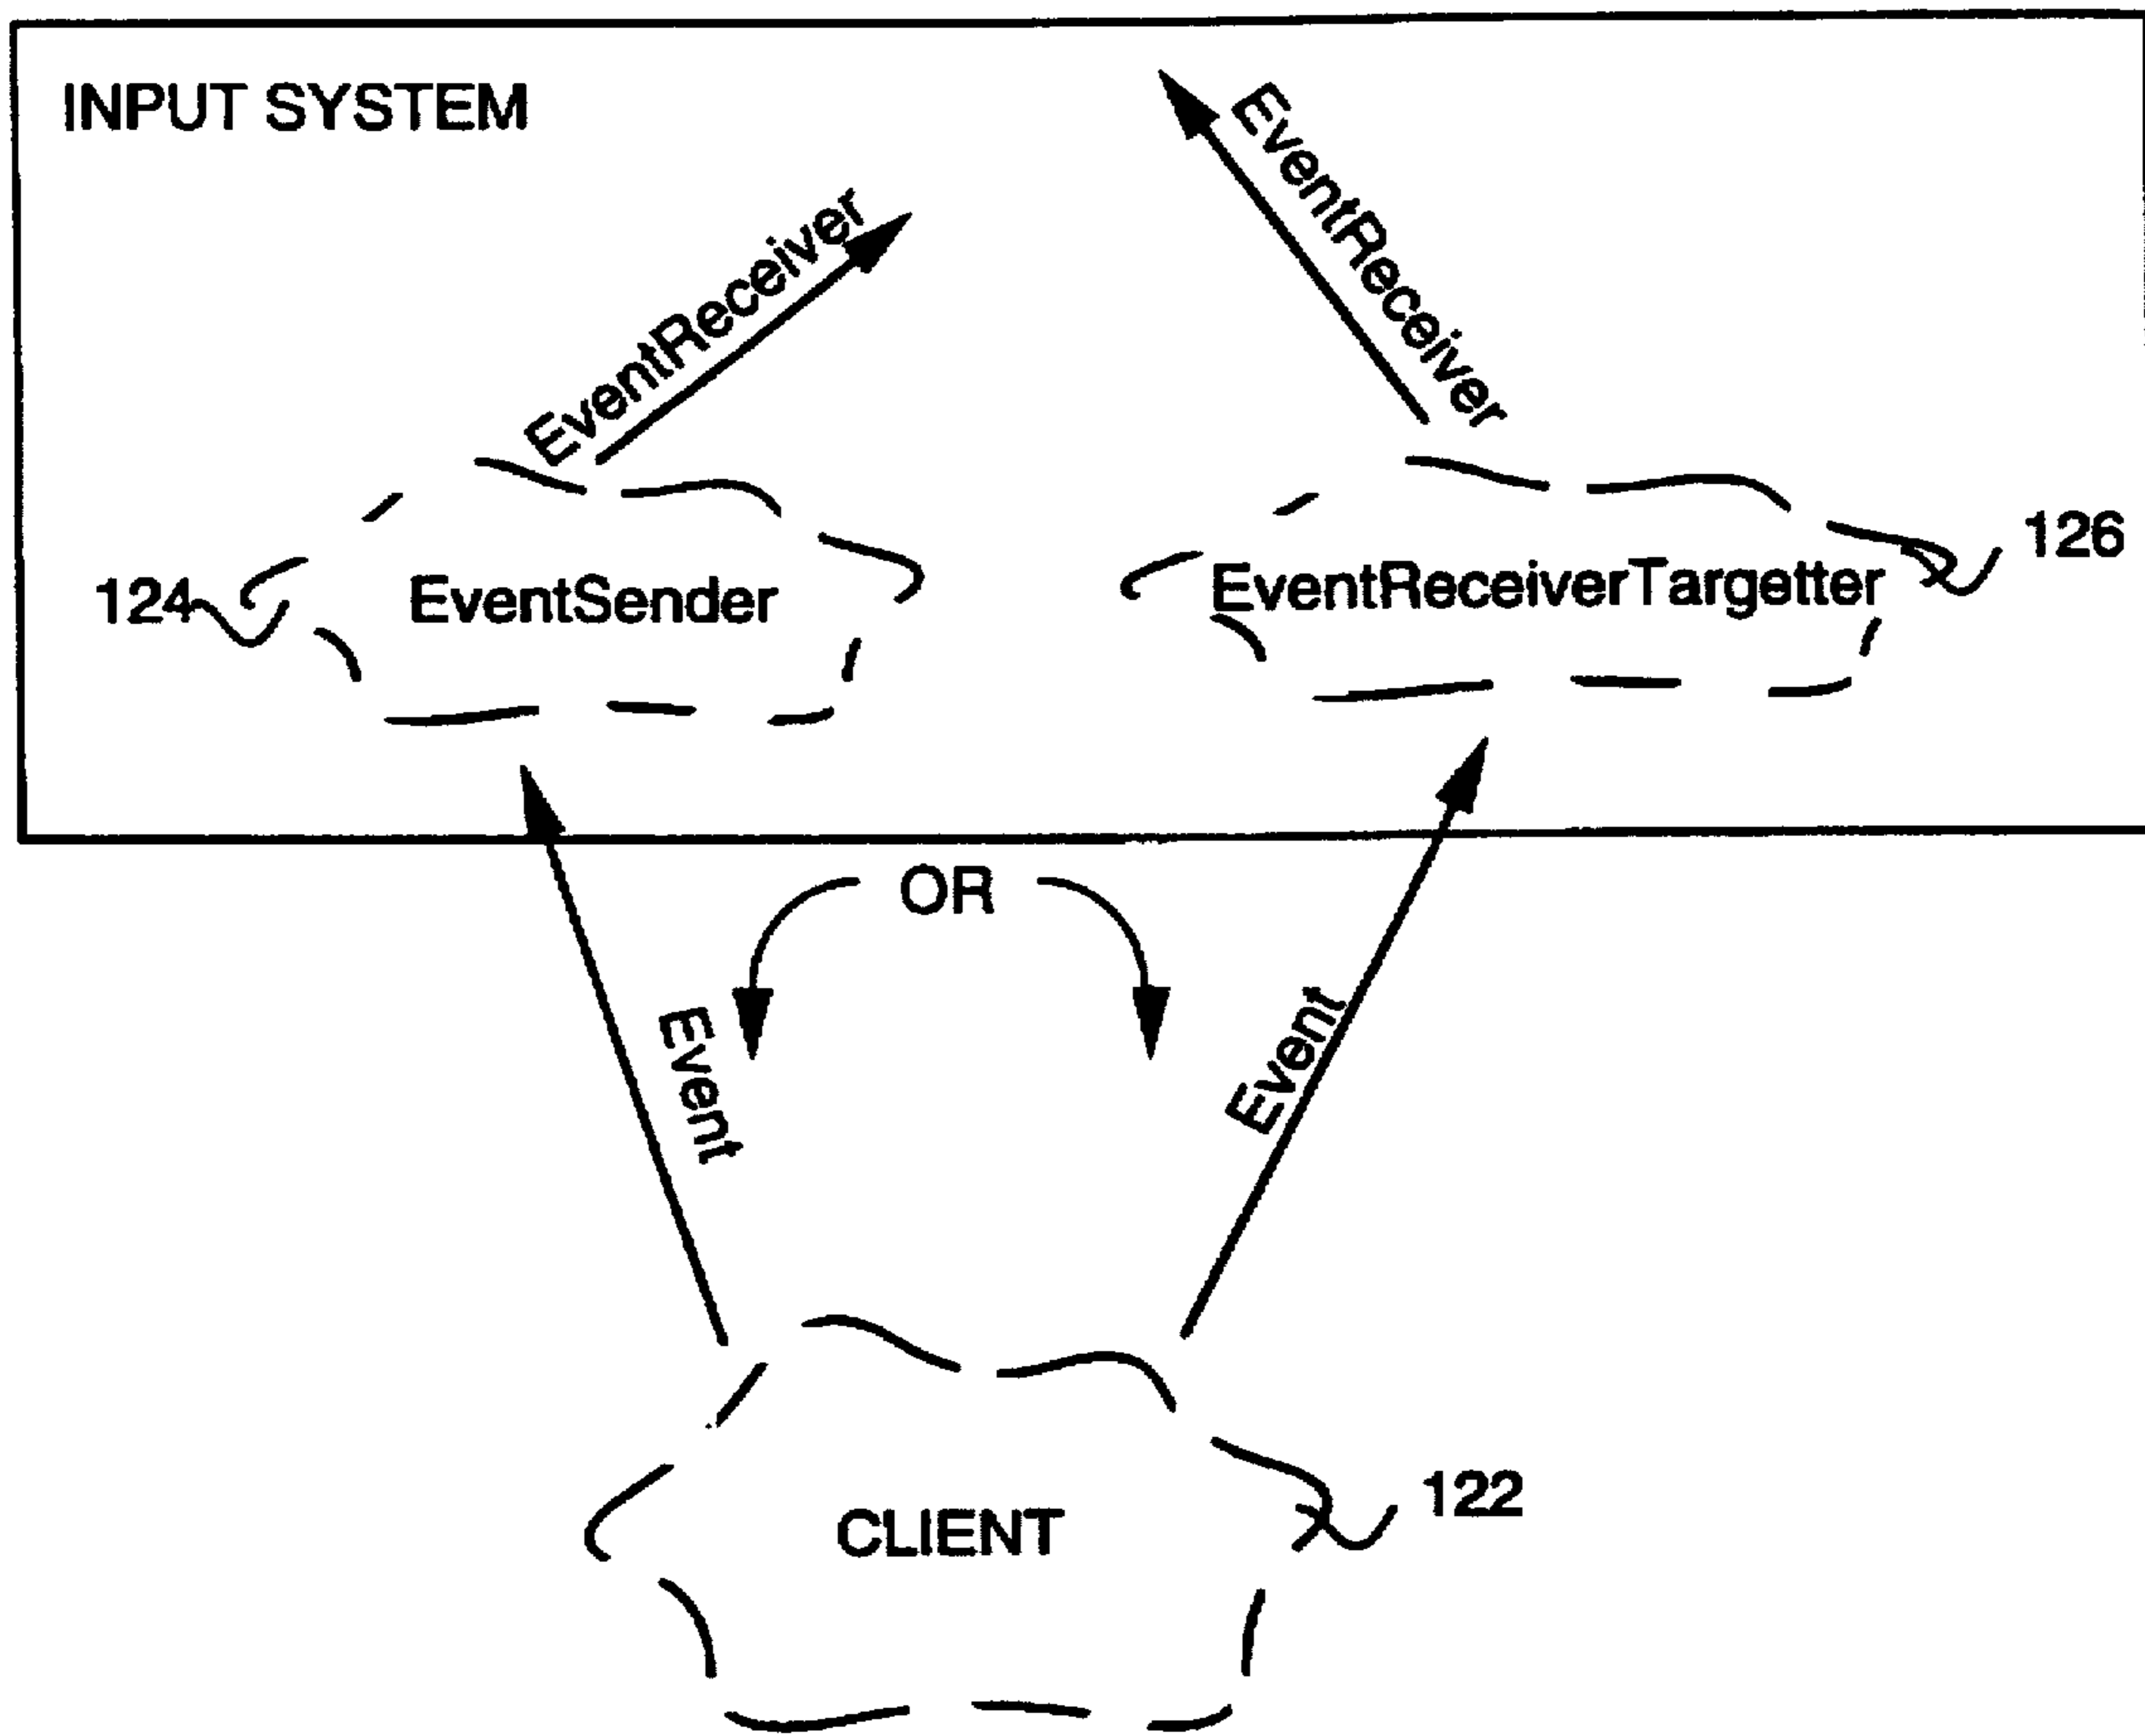 INPUT SYSTEM
EventReceiver
EventReceiver
124
EventSender
EventReceiverTargetter
126
OR
Event
Event
CLIENT
122